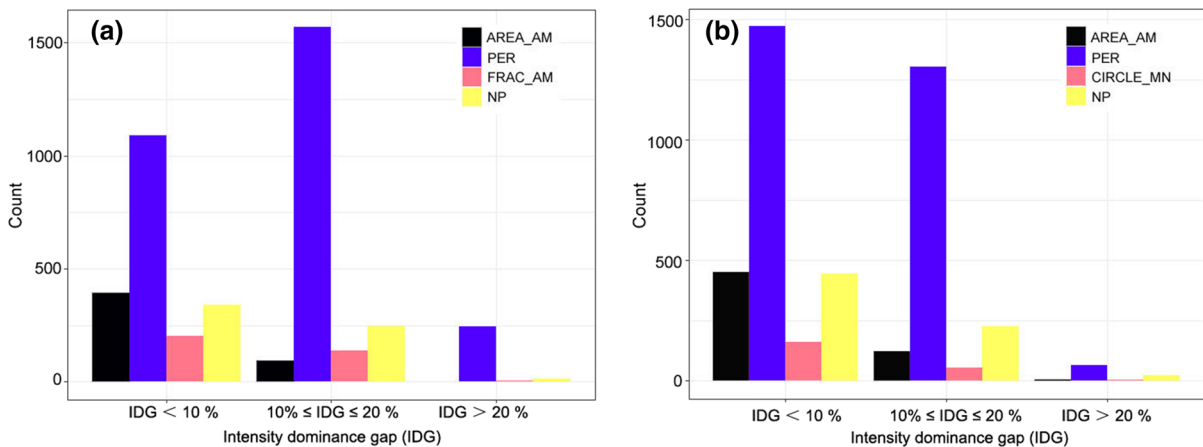 (a)
AREA_AM
PER
FRAC_AM
NP
1500
1000
500
0
Count
IDG < 10 %
10% ≤ IDG ≤ 20 %
IDG > 20 %
Intensity dominance gap (IDG)
(b)
AREA_AM
PER
CIRCLE_MN
NP
1500
1000
500
0
Count
IDG < 10 %
10% ≤ IDG ≤ 20 %
IDG > 20 %
Intensity dominance gap (IDG)